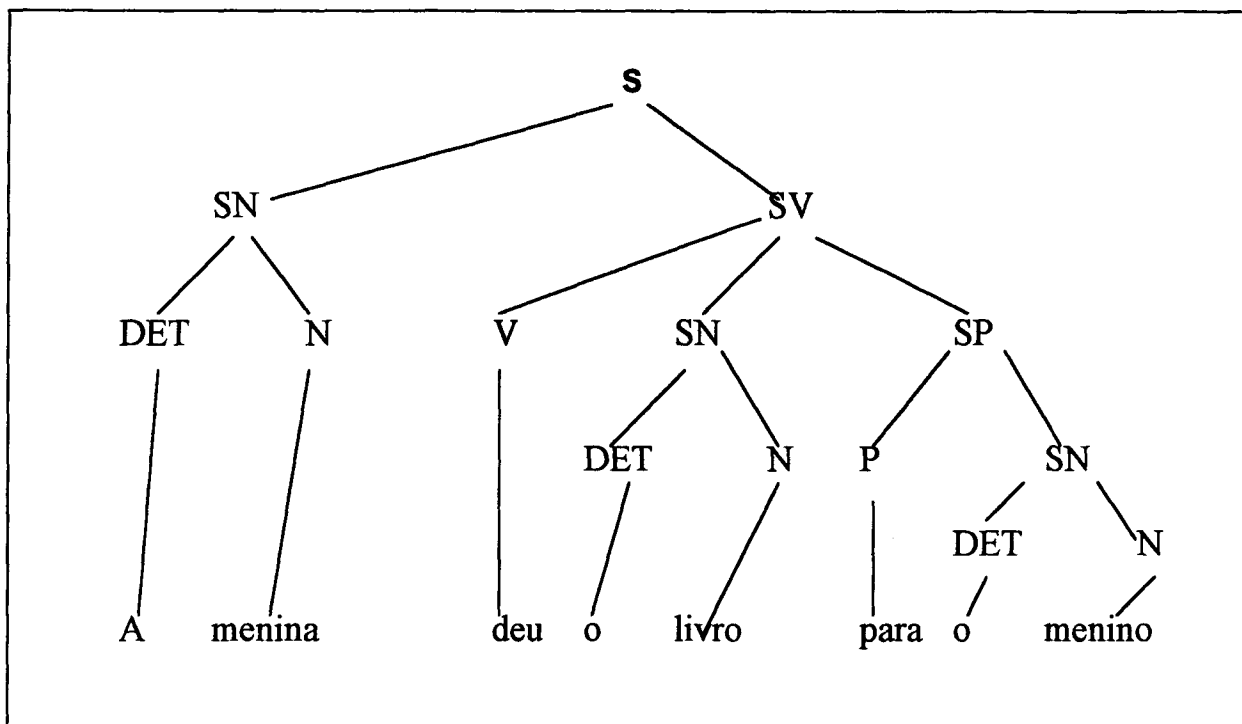 S
SN SV
DET N V SN SP
DET N P SN
DET N
A menina deu o livro para o menino